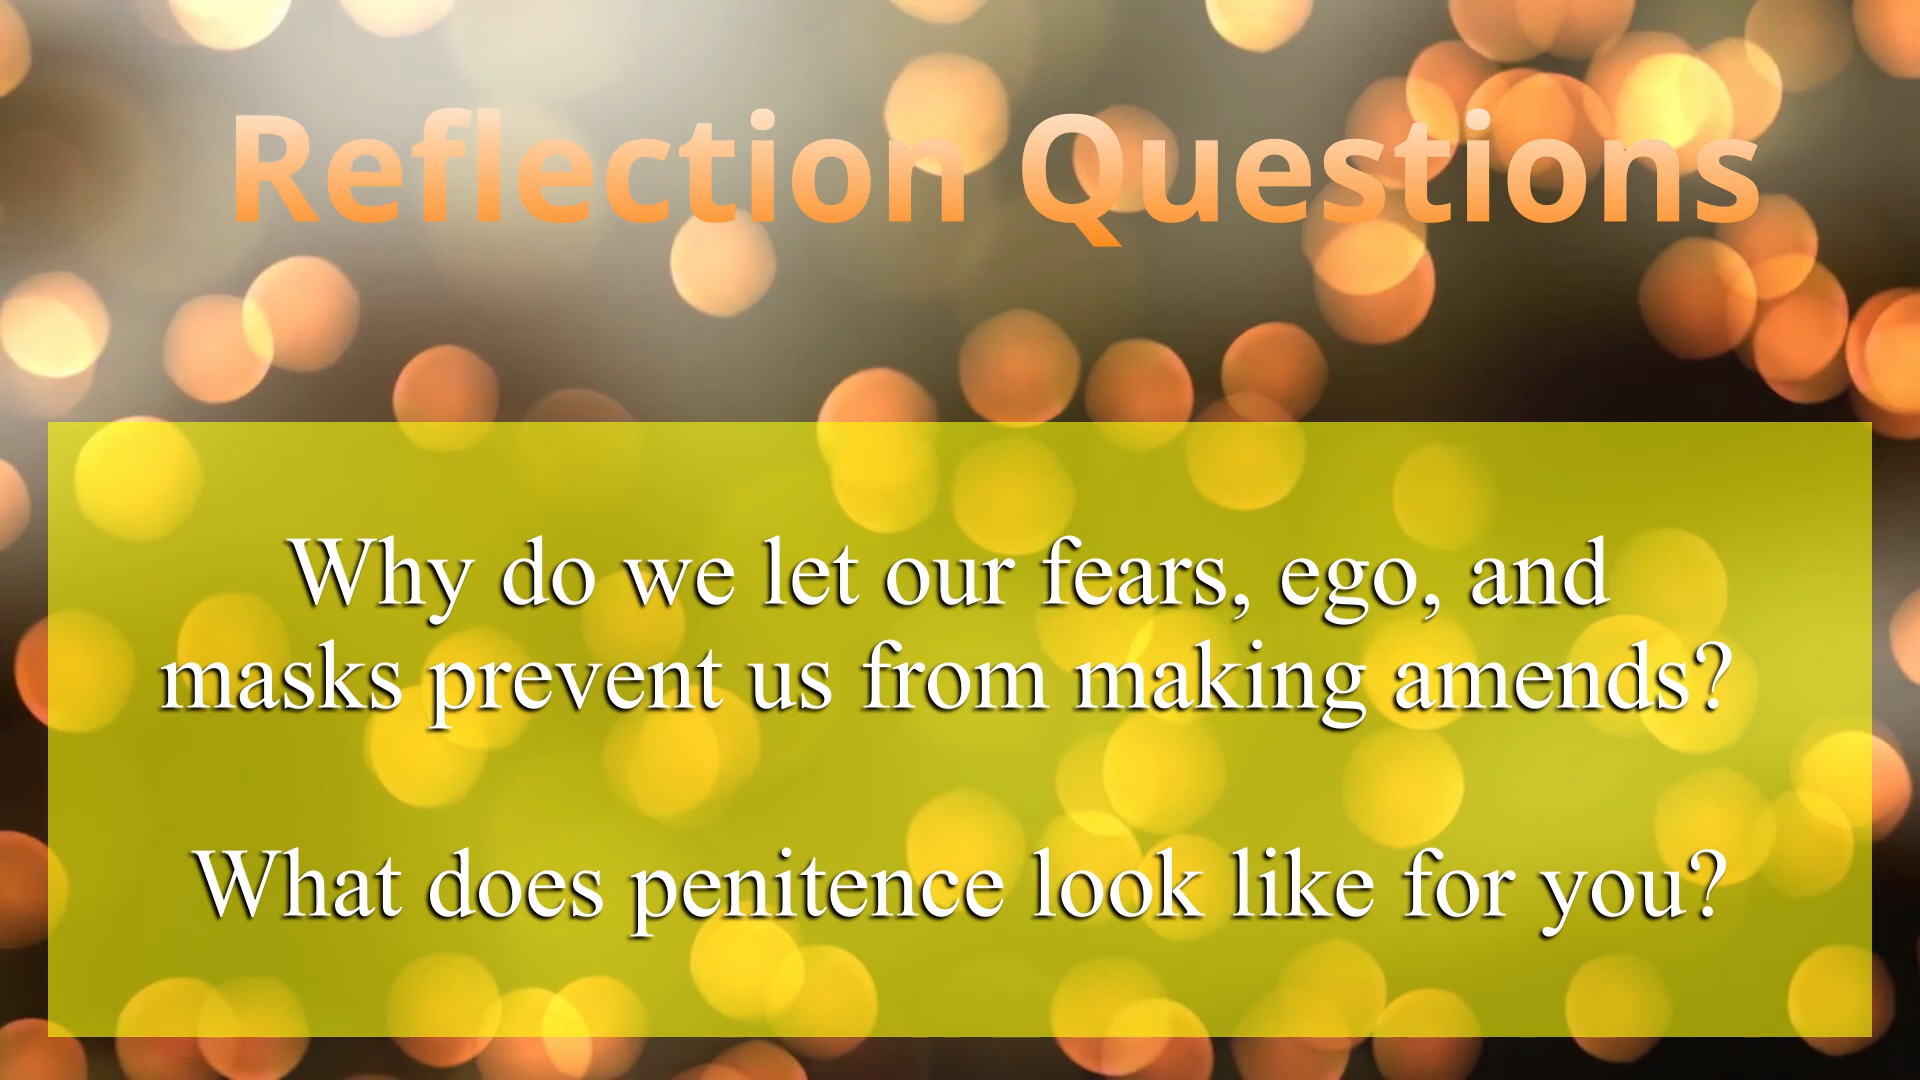 Reflection Questions
Why do we let our fears, ego, and
masks prevent us from making amends?
What does penitence look like for you?